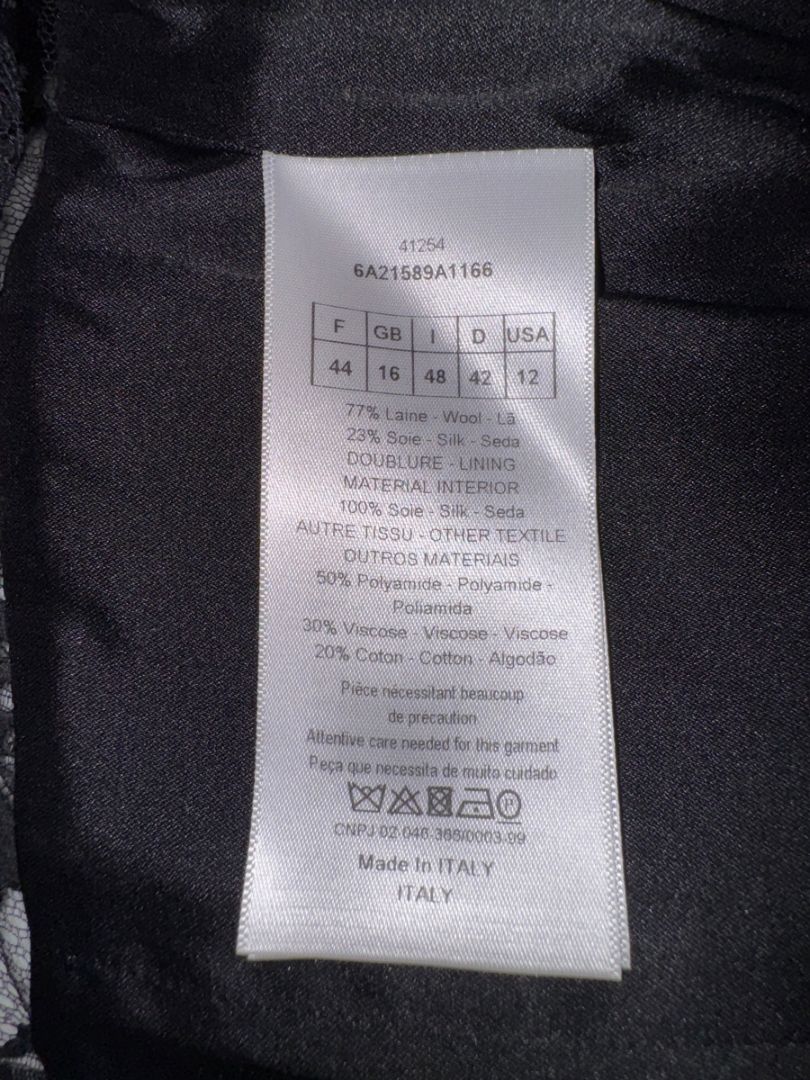 41254
6A21589A1166
F GB I D USA
44 16 48 42 12
77% Laine - Wool - Lã
23% Soie - Silk - Seda
DOUBLURE - LINING
MATERIAL INTERIOR
100% Soie - Silk - Seda
AUTRE TISSU - OTHER TEXTILE
OUTROS MATERIAIS
50% Polyamide - Polyamide -
Poliamida
30% Viscose - Viscose - Viscose
20% Coton - Cotton - Algodão
Pièce nécessitant beaucoup
de précaution
Attentive care needed for this garment
Peça que necessita de muito cuidado
P
CNPJ 02.046.366/0003-99
Made In ITALY
ITALY